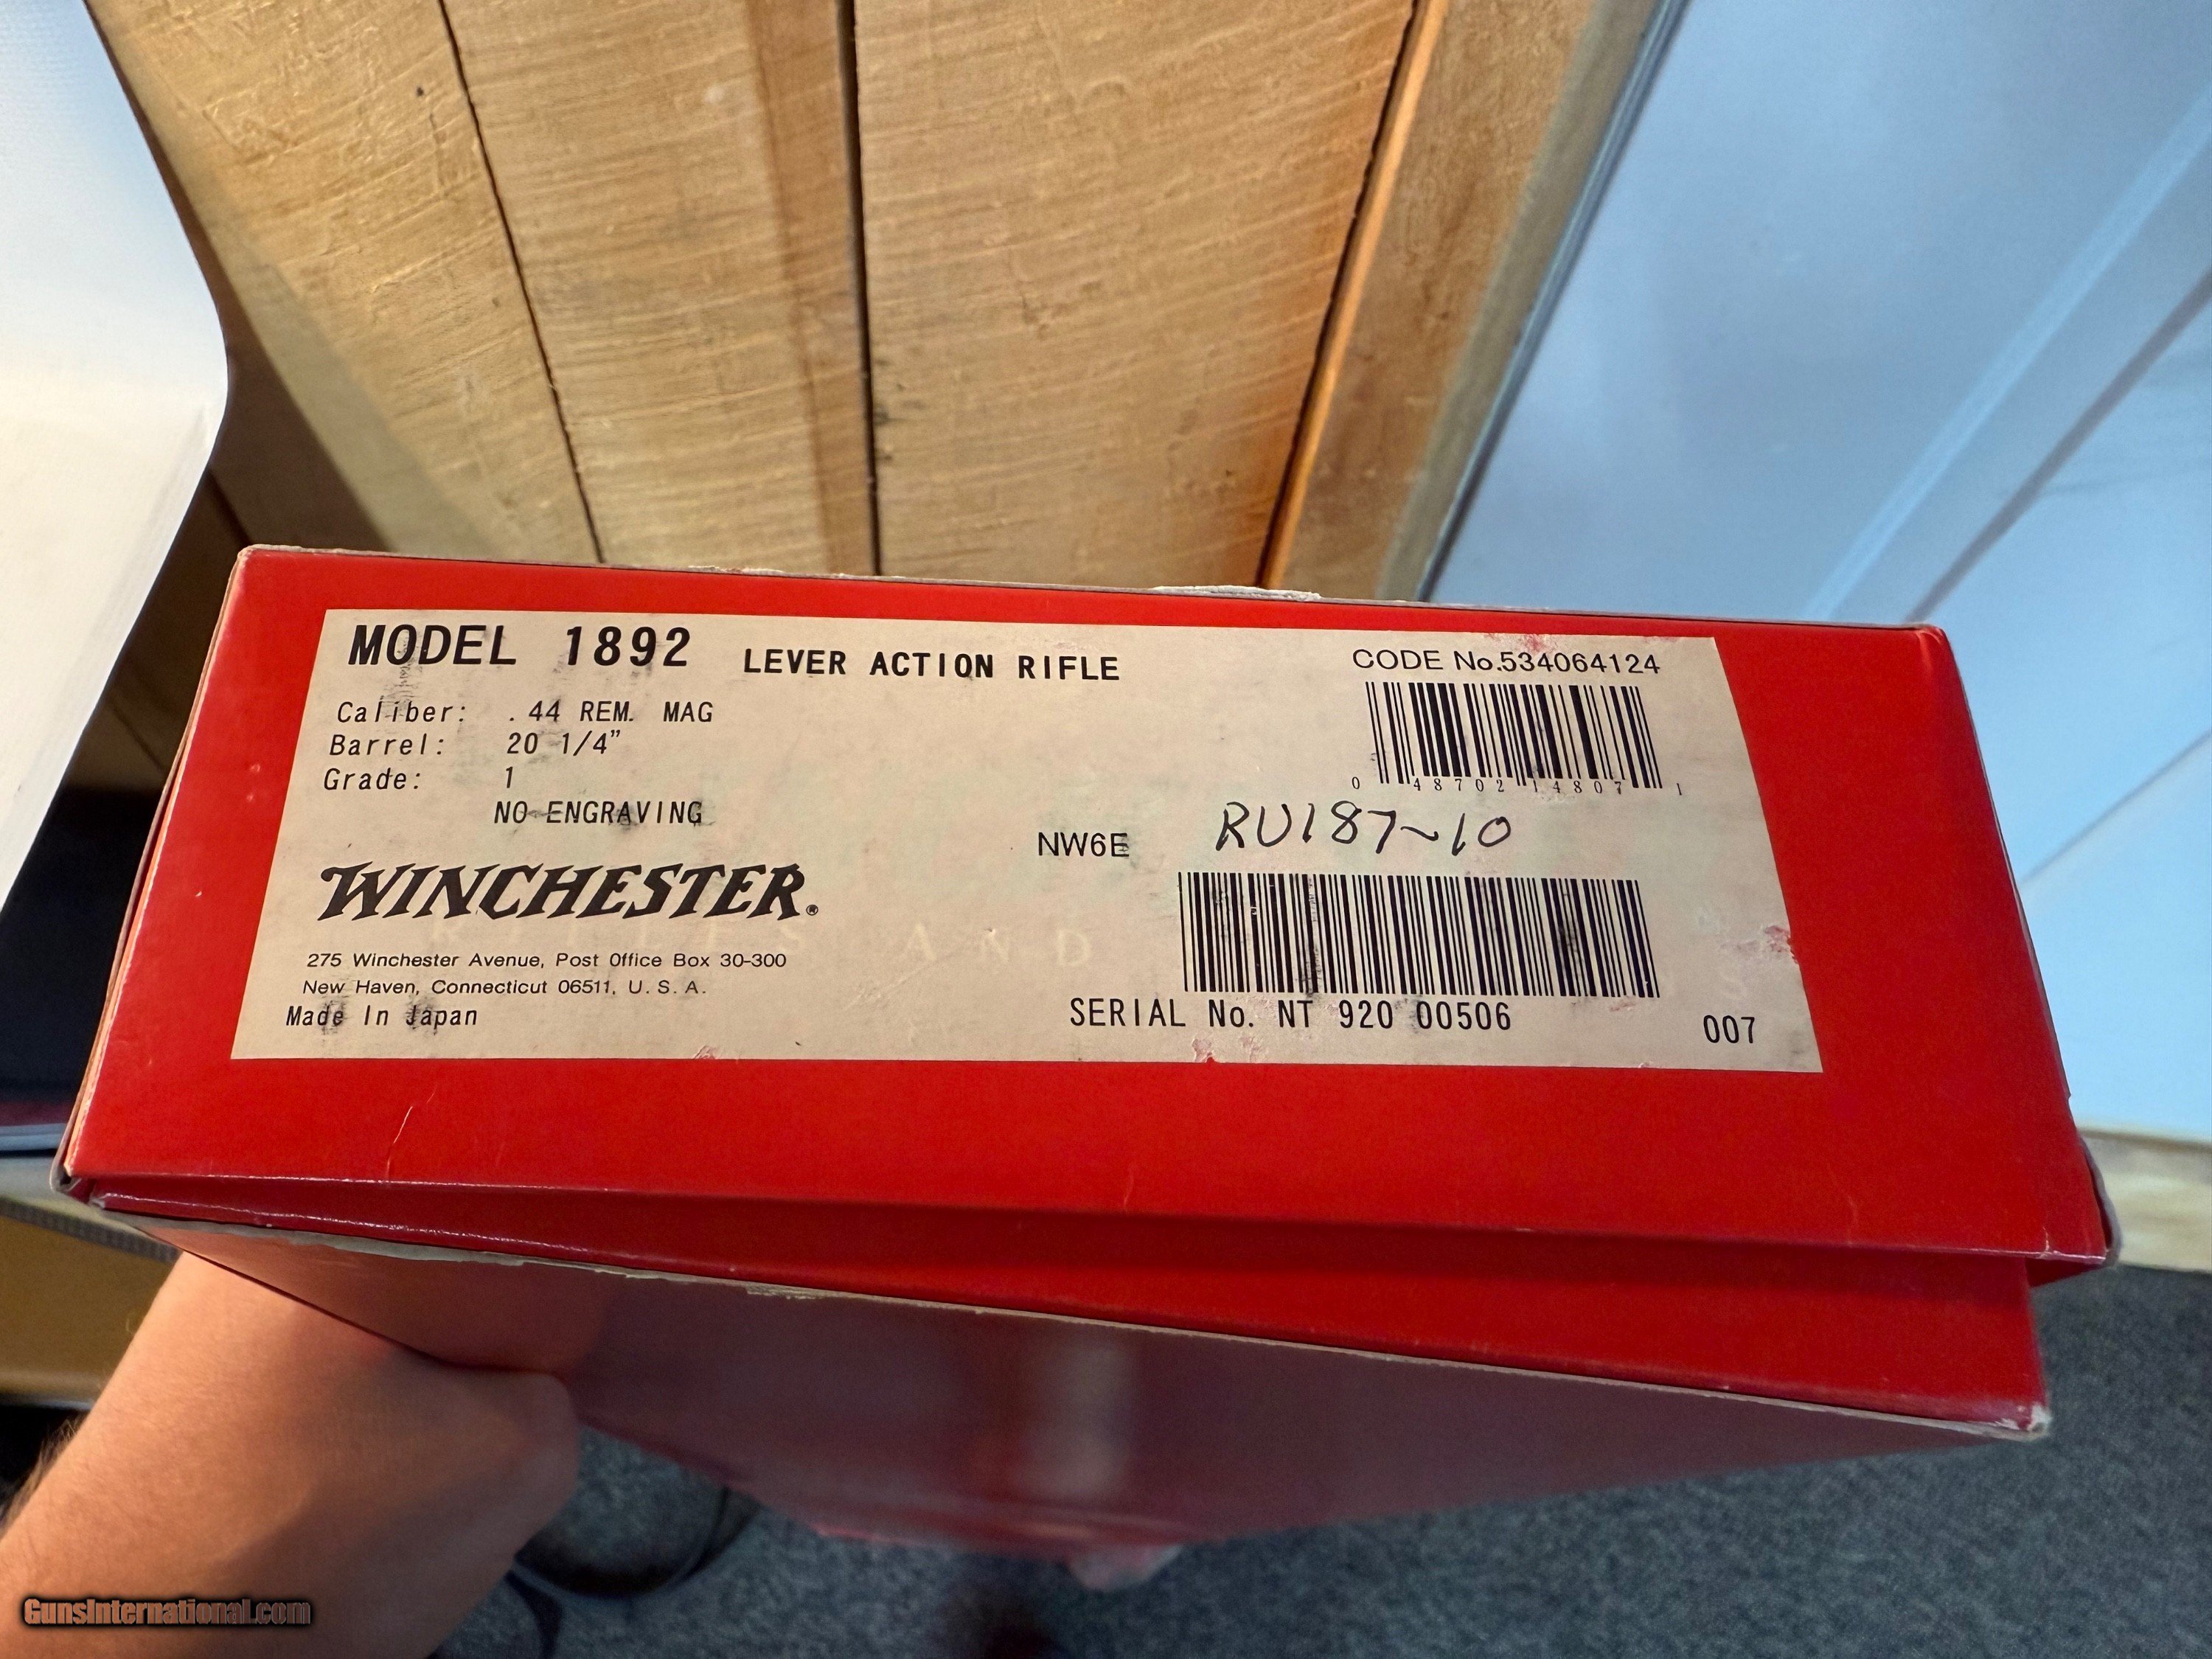 MODEL 1892 LEVER ACTION RIFLE
CODE No.534064124
Caliber: .44 REM. MAG
Barrel: 20 1/4"
Grade: 1
NO ENGRAVING
0 48702 14807 1
NW6E RU187~10
WINCHESTER®
AND
275 Winchester Avenue, Post Office Box 30-300
New Haven, Connecticut 06511, U.S.A.
Made In Japan
SERIAL No. NT 920 00506
007
GunsInternational.com